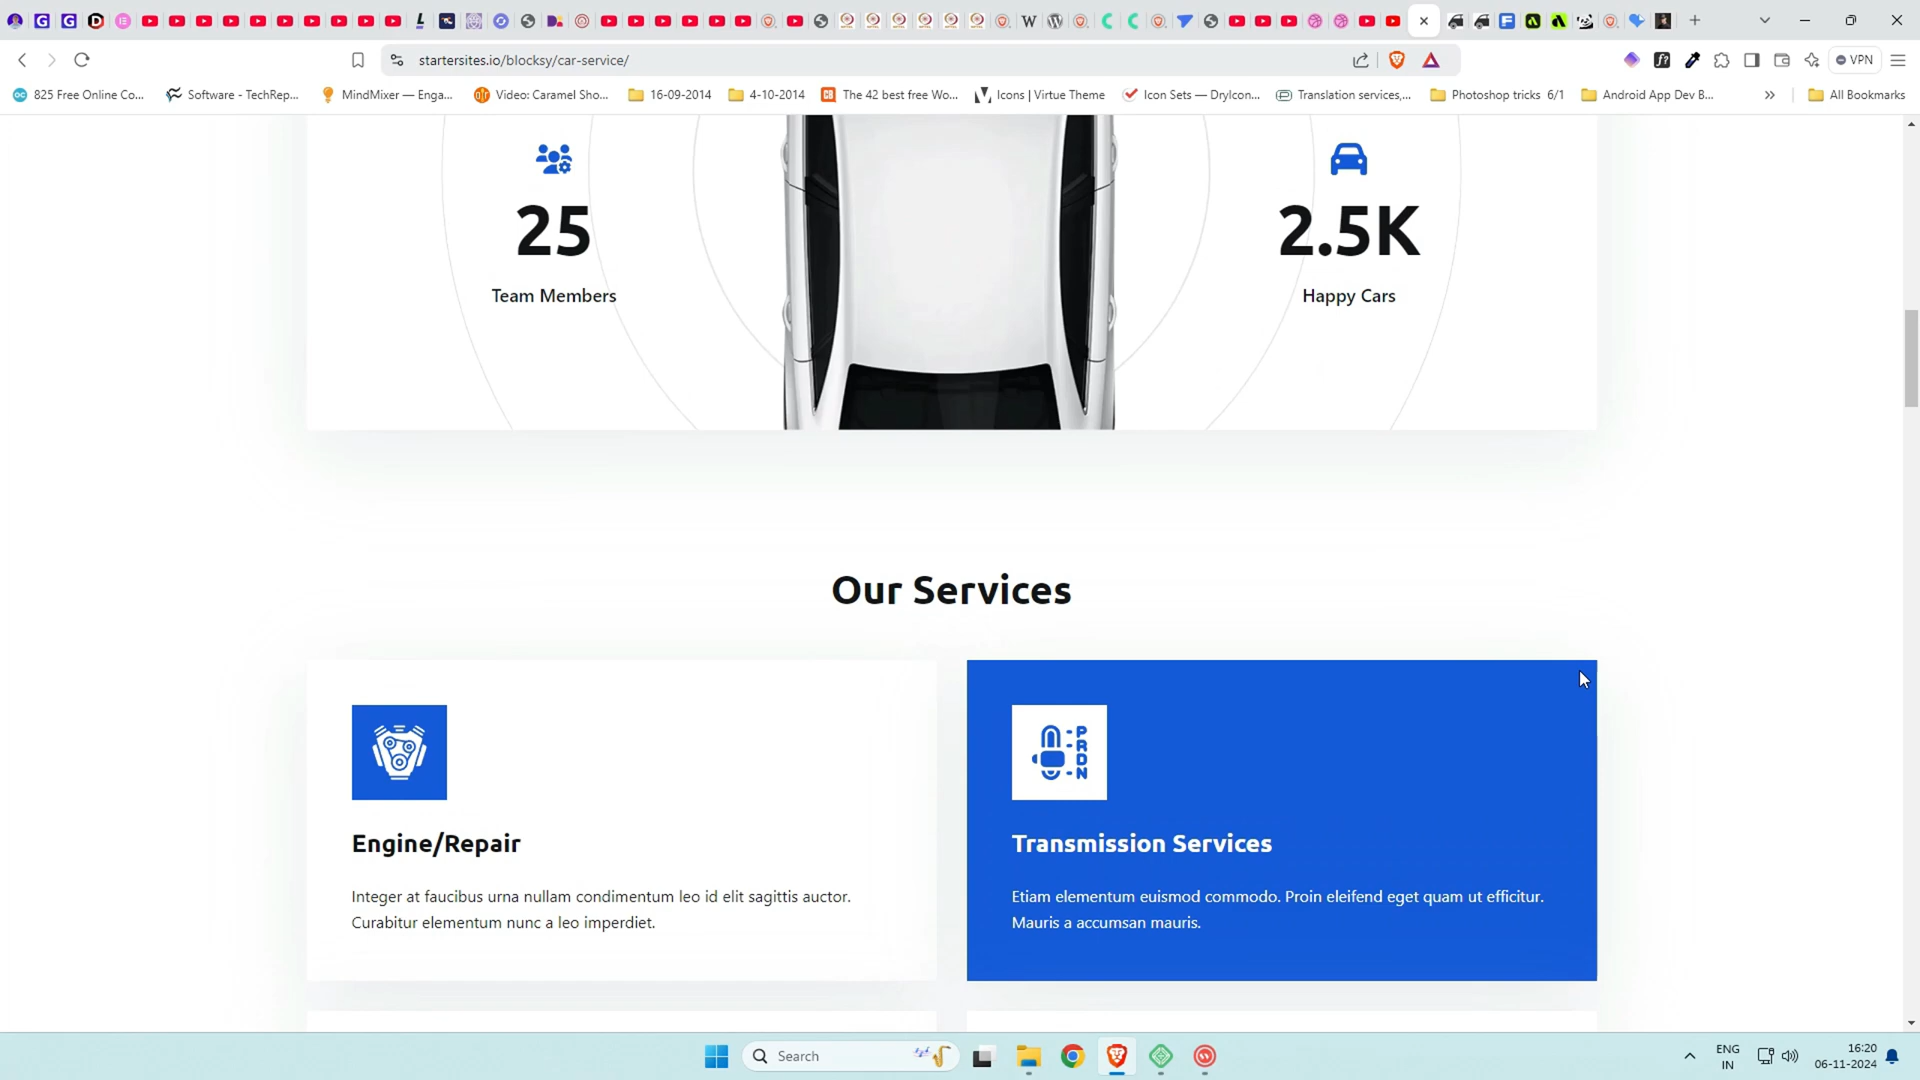 startersites.io/blocksy/car-service/
VPN
825 Free Online Co...
Software - TechRep...
MindMixer — Enga...
Video: Caramel Sho...
16-09-2014
4-10-2014
The 42 best free Wo...
Icons | Virtue Theme
Icon Sets — DryIcon...
Translation services,...
Photoshop tricks 6/1
Android App Dev B...
All Bookmarks
25
Team Members
2.5K
Happy Cars
Our Services
Engine/Repair
Integer at faucibus urna nullam condimentum leo id elit sagittis auctor.
Curabitur elementum nunc a leo imperdiet.
P
R
D
N
Transmission Services
Etiam elementum euismod commodo. Proin eleifend eget quam ut efficitur.
Mauris a accumsan mauris.
Search
ENG
IN
16:20
06-11-2024